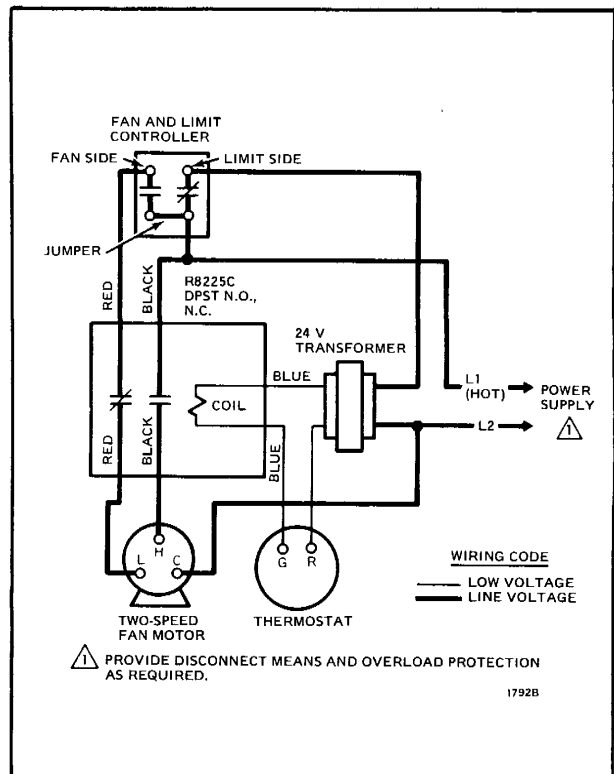 FAN AND LIMIT
CONTROLLER
FAN SIDE
LIMIT SIDE
JUMPER
RED
BLACK
R8225C
DPST N.O.,
N.C.
24 V
TRANSFORMER
BLUE
COIL
L1
(HOT)
POWER
SUPPLY
1
L2
RED
BLACK
BLUE
H
L
C
G
R
TWO-SPEED
FAN MOTOR
THERMOSTAT
WIRING CODE
LOW VOLTAGE
LINE VOLTAGE
1 PROVIDE DISCONNECT MEANS AND OVERLOAD PROTECTION
AS REQUIRED.
1792B